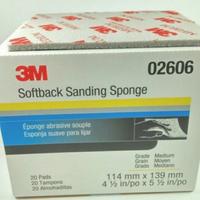 3M
02606
Softback Sanding Sponge
Éponge abrasive souple
Esponja suave para lijar
Grade Medium
Grain Moyen
Grado Mediano
20 Pads
20 Tampons
20 Almohadillas
114 mm x 139 mm
4 ½ in/po x 5 ½ in/po